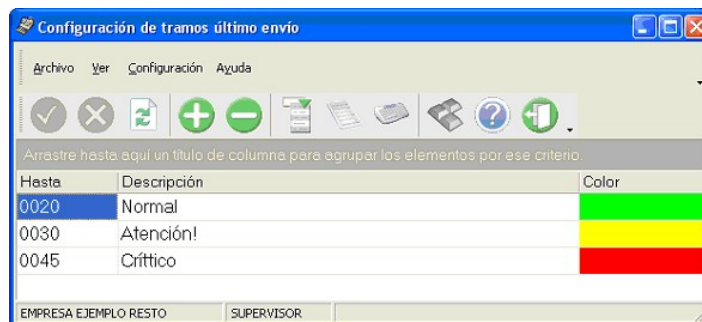 Configuración de tramos último envío
Archivo Ver Configuración Ayuda
Arrastre hasta aquí un título de columna para agrupar los elementos por ese criterio.
Hasta Descripción Color
0020 Normal
0030 Atención!
0045 Críttico
EMPRESA EJEMPLO RESTO SUPERVISOR